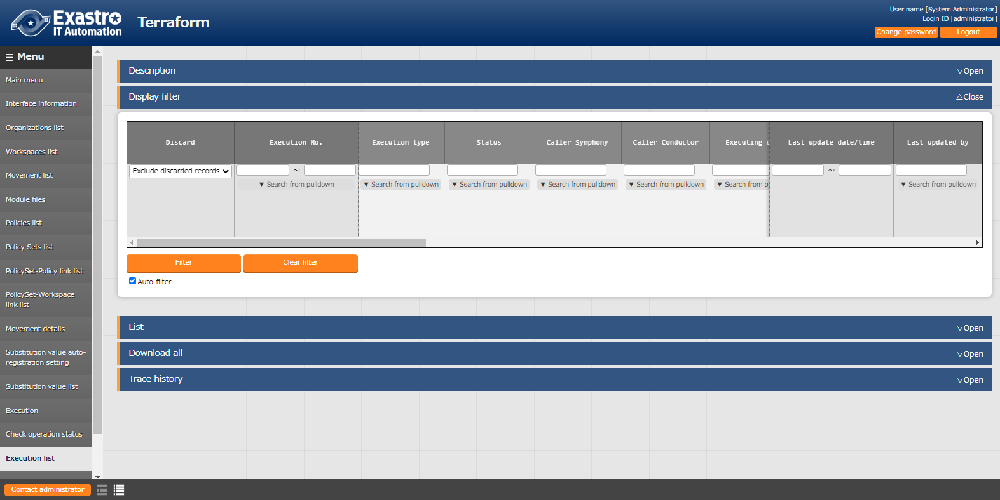 Exastro
IT Automation
Terraform
User name [System Administrator]
Login ID [administrator]
Change password
Logout
Menu
Main menu
Interface information
Organizations list
Workspaces list
Movement list
Module files
Policies list
Policy Sets list
PolicySet-Policy link list
PolicySet-Workspace
link list
Movement details
Substitution value auto-
registration setting
Substitution value list
Execution
Check operation status
Execution list
Description
▽Open
Display filter
△Close
Discard
Execution No.
Execution type
Status
Caller Symphony
Caller Conductor
Executing u
Last update date/time
Last updated by
Exclude discarded records
~
~
▼ Search from pulldown
▼ Search from pulldown
▼ Search from pulldown
▼ Search from pulldown
▼ Search from pulldown
▼ Search from p
▼ Search from pulldown
Filter
Clear filter
Auto-filter
List
▽Open
Download all
▽Open
Trace history
▽Open
Contact administrator